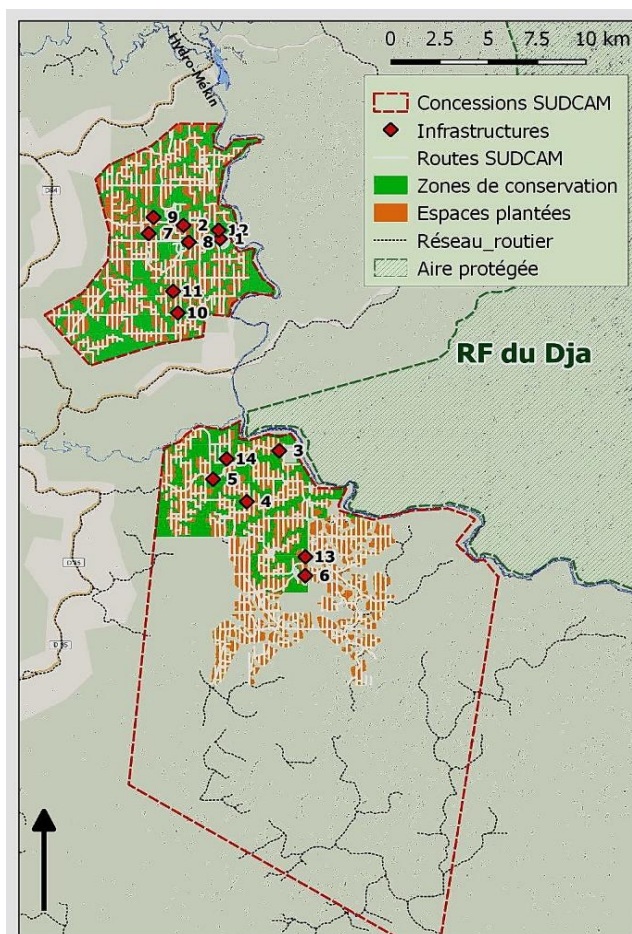 Hydro-Mékin
0 2.5 5 7.5 10 km
Concessions SUDCAM
Infrastructures
Routes SUDCAM
Zones de conservation
Espaces plantées
Réseau_routier
Aire protégée
9
2
12
7
8
1
11
10
RF du Dja
3
14
5
4
13
6